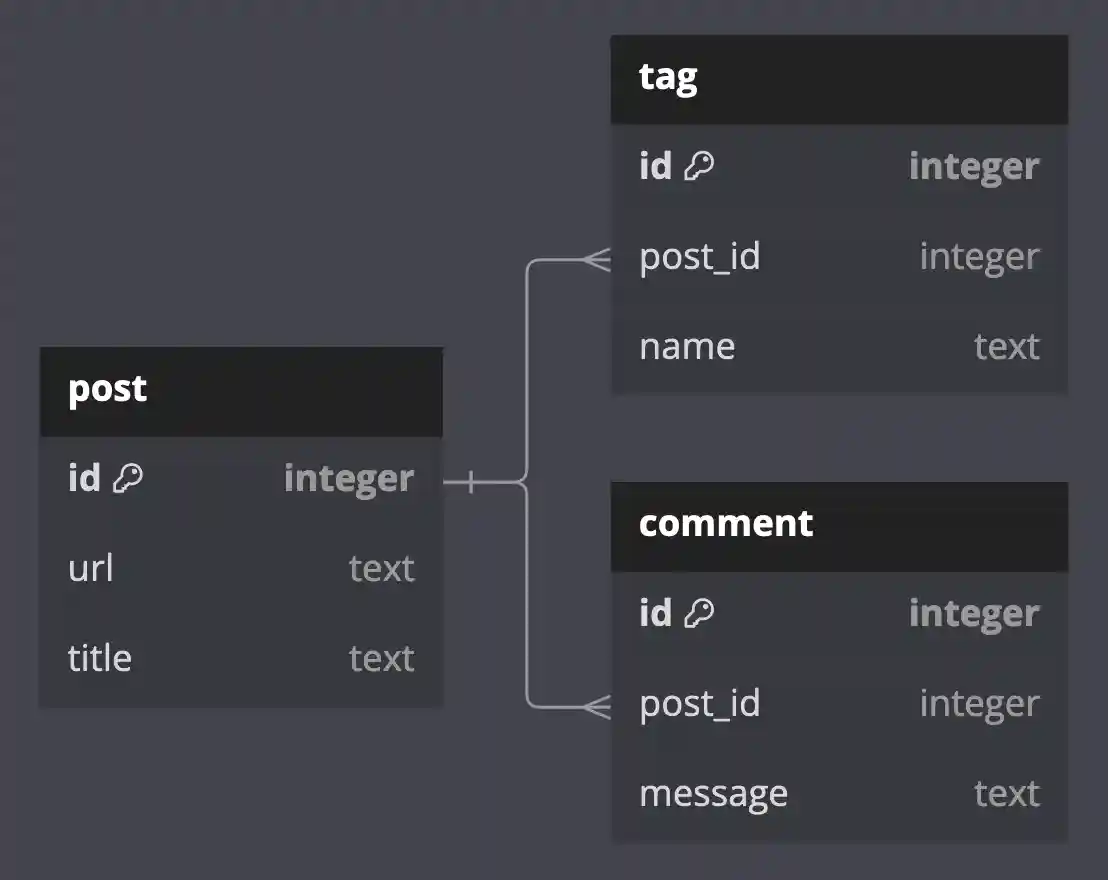 post
id integer
url text
title text
tag
id integer
post_id integer
name text
comment
id integer
post_id integer
message text